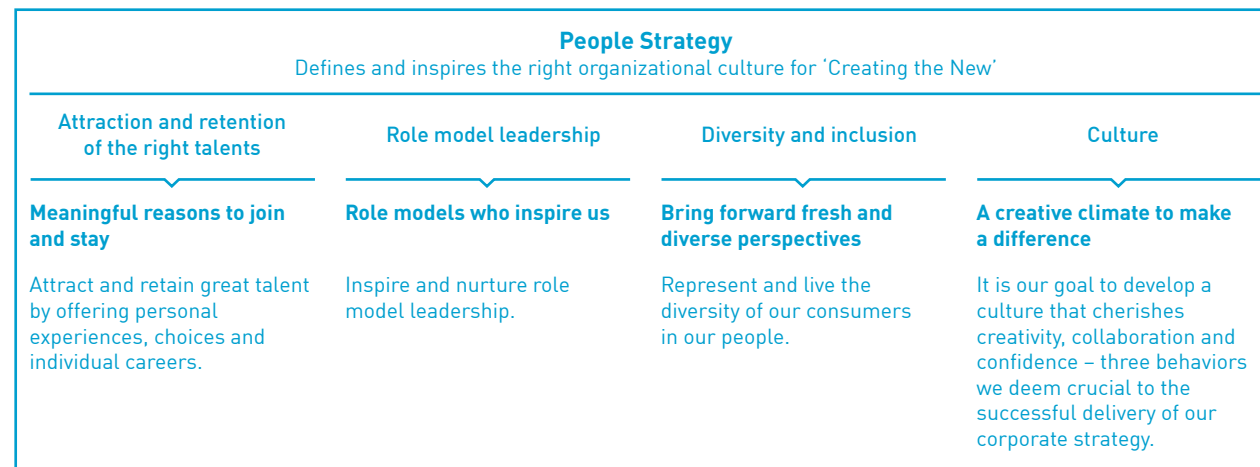 People Strategy
Defines and inspires the right organizational culture for ‘Creating the New’
Attraction and retention
of the right talents
Role model leadership
Diversity and inclusion
Culture
Meaningful reasons to join
and stay
Attract and retain great talent
by offering personal
experiences, choices and
individual careers.
Role models who inspire us
Inspire and nurture role
model leadership.
Bring forward fresh and
diverse perspectives
Represent and live the
diversity of our consumers
in our people.
A creative climate to make
a difference
It is our goal to develop a
culture that cherishes
creativity, collaboration and
confidence – three behaviors
we deem crucial to the
successful delivery of our
corporate strategy.